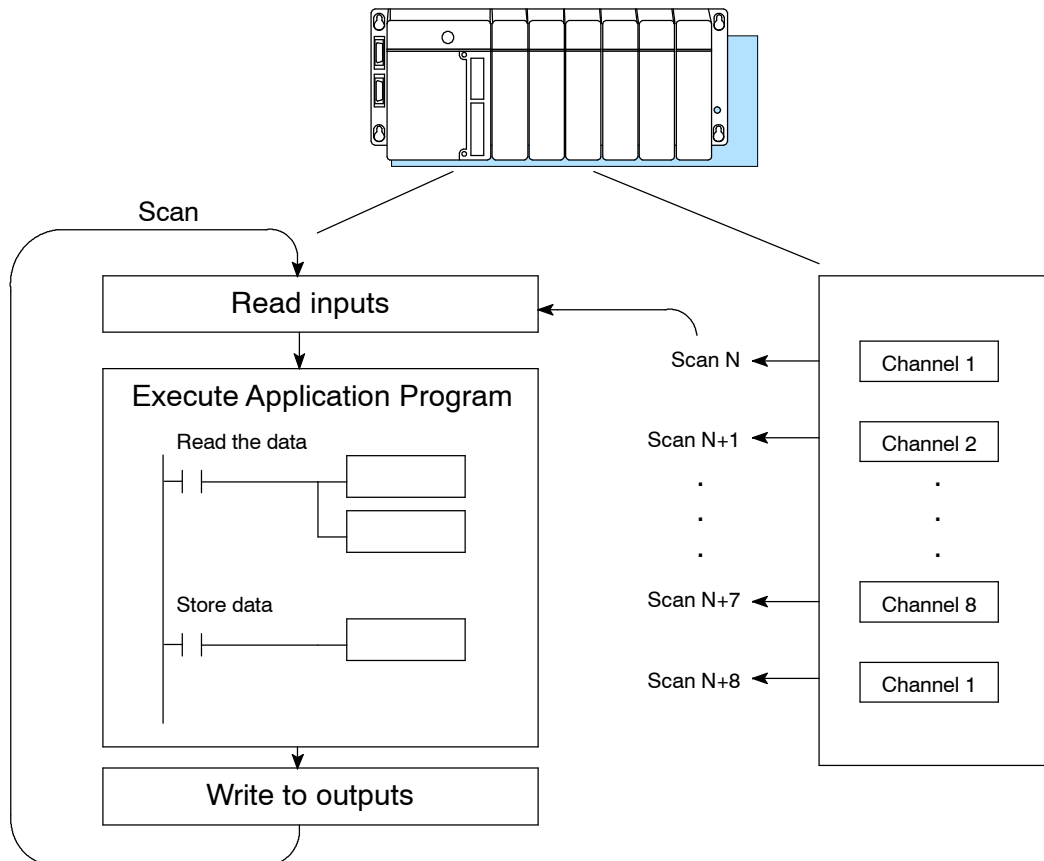 Scan
Read inputs
Execute Application Program
Read the data
Store data
Write to outputs
Scan N
Channel 1
Scan N+1
Channel 2
.
.
.
.
.
.
Scan N+7
Channel 8
Scan N+8
Channel 1